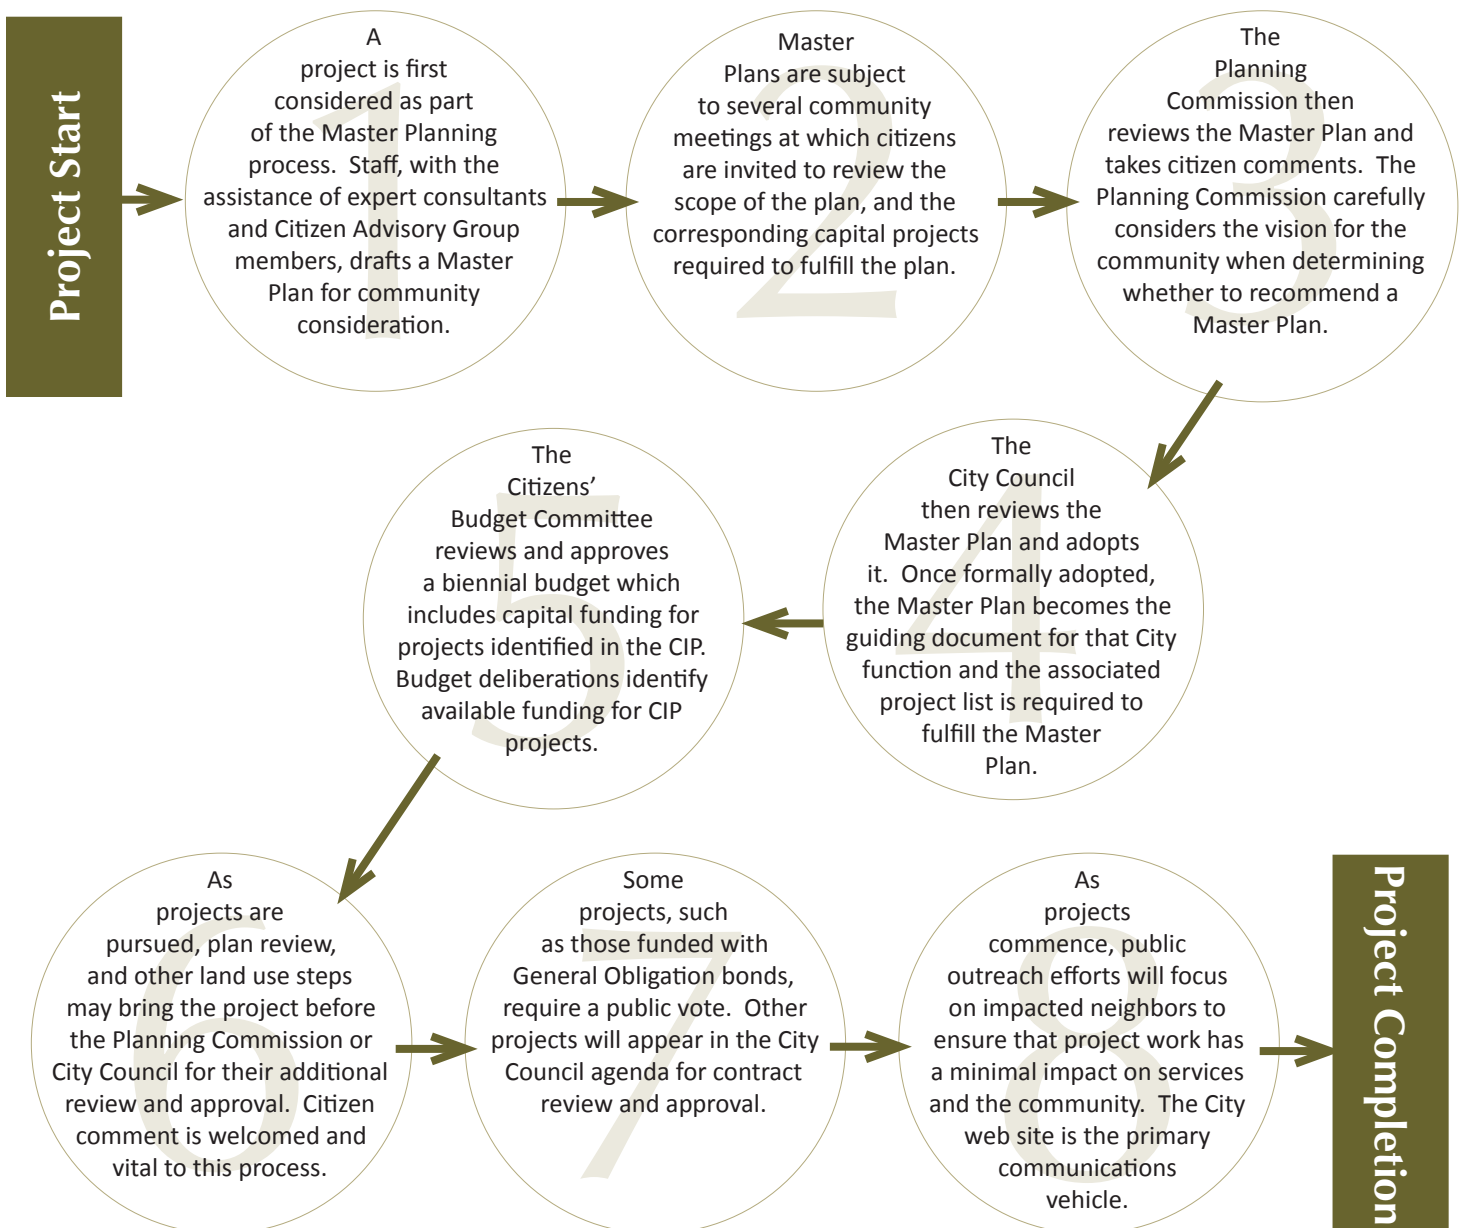 Project Start
1
A
project is first
considered as part
of the Master Planning
process.  Staff, with the
assistance of expert consultants
and Citizen Advisory Group
members, drafts a Master
Plan for community
consideration.
2
Master
Plans are subject
to several community
meetings at which citizens
are invited to review the
scope of the plan, and the
corresponding capital projects
required to fulfill the plan.
3
The
Planning
Commission then
reviews the Master Plan and
takes citizen comments.  The
Planning Commission carefully
considers the vision for the
community when determining
whether to recommend a
Master Plan.
4
The
City Council
then reviews the
Master Plan and adopts
it.  Once formally adopted,
the Master Plan becomes the
guiding document for that City
function and the associated
project list is required to
fulfill the Master
Plan.
5
The
Citizens’
Budget Committee
reviews and approves
a biennial budget which
includes capital funding for
projects identified in the CIP.
Budget deliberations identify
available funding for CIP
projects.
6
As
projects are
pursued, plan review,
and other land use steps
may bring the project before
the Planning Commission or
City Council for their additional
review and approval.  Citizen
comment is welcomed and
vital to this process.
7
Some
projects, such
as those funded with
General Obligation bonds,
require a public vote.  Other
projects will appear in the City
Council agenda for contract
review and approval.
8
As
projects
commence, public
outreach efforts will focus
on impacted neighbors to
ensure that project work has
a minimal impact on services
and the community.  The City
web site is the primary
communications
vehicle.
Project Completion